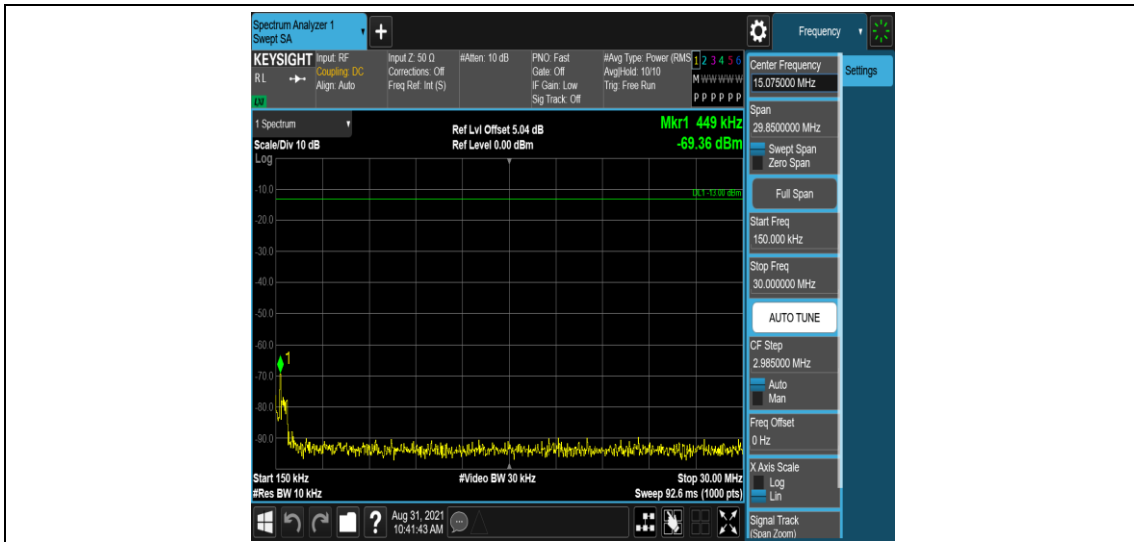 Spectrum Analyzer 1
Swept SA
+
Frequency
KEYSIGHT
RL
LXI
Input: RF
Coupling: DC
Align: Auto
Input Z: 50 Ω
Corrections: Off
Freq Ref: Int (S)
#Atten: 10 dB
PNO: Fast
Gate: Off
IF Gain: Low
Sig Track: Off
#Avg Type: Power (RMS
Avg|Hold: 10/10
Trig: Free Run
1 2 3 4 5 6
M W W W W W
P P P P P P
1 Spectrum
Scale/Div 10 dB
Log
Ref Lvl Offset 5.04 dB
Ref Level 0.00 dBm
Mkr1 449 kHz
-69.36 dBm
DL1 -13.00 dBm
-10.0
-20.0
-30.0
-40.0
-50.0
-60.0
1
-70.0
-80.0
-90.0
Start 150 kHz
#Res BW 10 kHz
#Video BW 30 kHz
Stop 30.00 MHz
Sweep 92.6 ms (1000 pts)
?
Aug 31, 2021
10:41:43 AM
Center Frequency
15.075000 MHz
Settings
Span
29.8500000 MHz
Swept Span
Zero Span
Full Span
Start Freq
150.000 kHz
Stop Freq
30.000000 MHz
AUTO TUNE
CF Step
2.985000 MHz
Auto
Man
Freq Offset
0 Hz
X Axis Scale
Log
Lin
Signal Track
(Span Zoom)